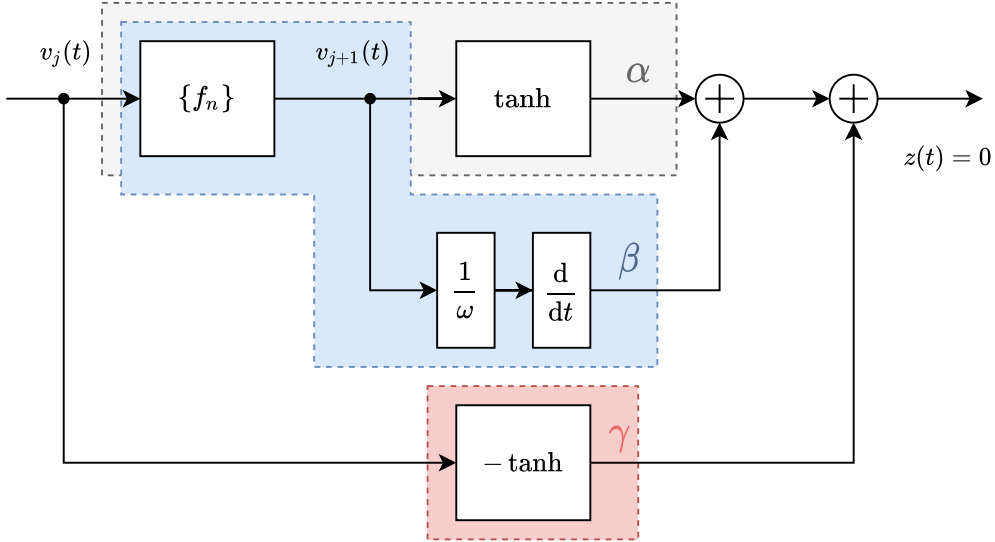 v_j(t)
{f_n}
v_{j+1}(t)
tanh
α
+
+
z(t) = 0
1
ω
d
dt
β
− tanh
γ